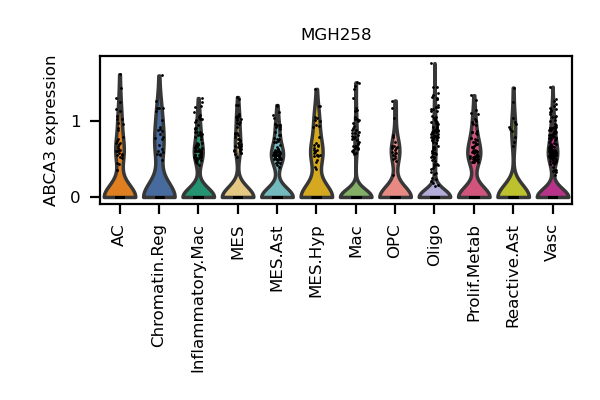 MGH258
ABCA3 expression
1
0
AC
Chromatin.Reg
Inflammatory.Mac
MES
MES.Ast
MES.Hyp
Mac
OPC
Oligo
Prolif.Metab
Reactive.Ast
Vasc